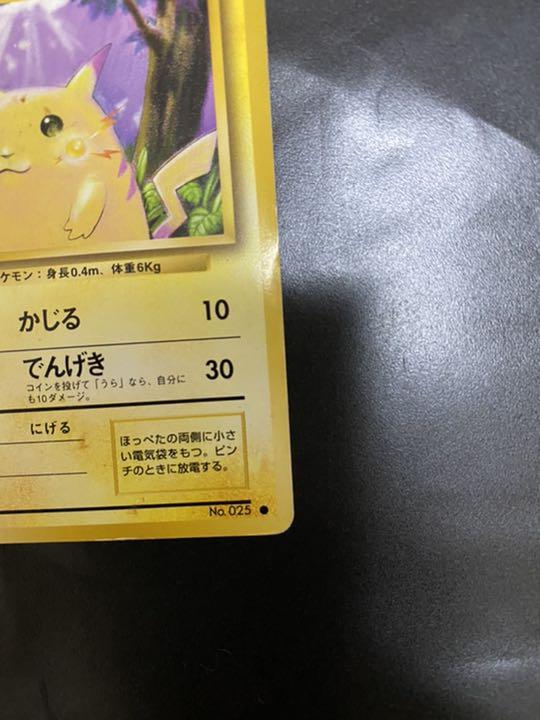 ケモン：身長0.4m、体重6Kg
かじる 10
でんげき 30
コインを投げて「うら」なら、自分に
も10ダメージ。
にげる
ほっぺたの両側に小さ
い電気袋をもつ。ピン
チのときに放電する。
No. 025 ●